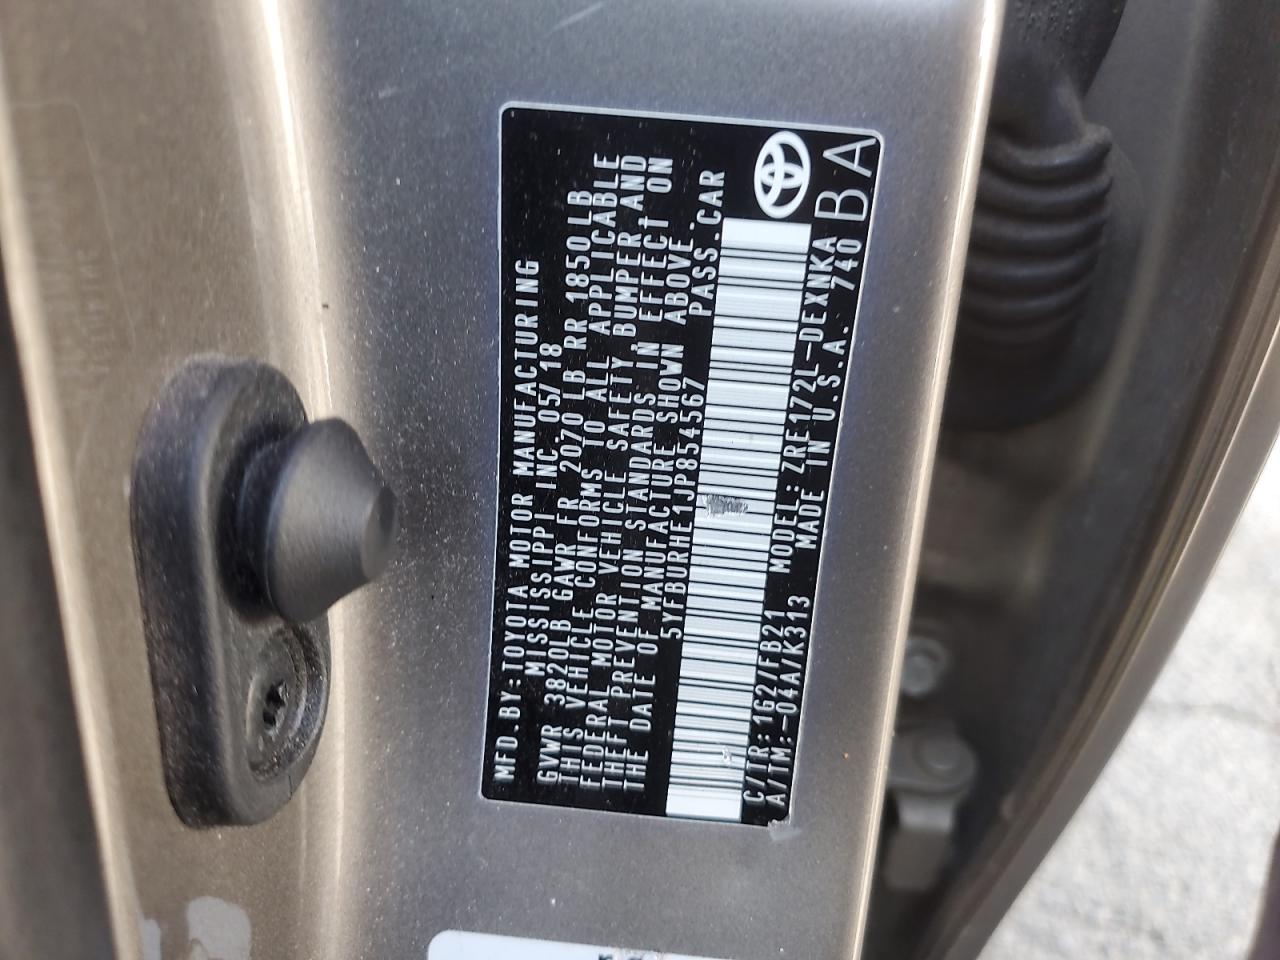 MFD.BY:TOYOTA MOTOR MANUFACTURING
MISSISSIPPI INC. 05/18
GVWR 3820LB GAWR FR 2070 LB RR 1850LB
THIS VEHICLE CONFORMS TO ALL APPLICABLE
FEDERAL MOTOR VEHICLE SAFETY, BUMPER AND
THEFT PREVENTION STANDARDS IN EFFECT ON
THE DATE OF MANUFACTURE SHOWN ABOVE.
5YFBURHE1JP854567 PASS.CAR
C/TR:1G2/FB21 MODEL:ZRE172L-DEXNKA
A/TM:-04A/K313 MADE IN U.S.A. 740
BA